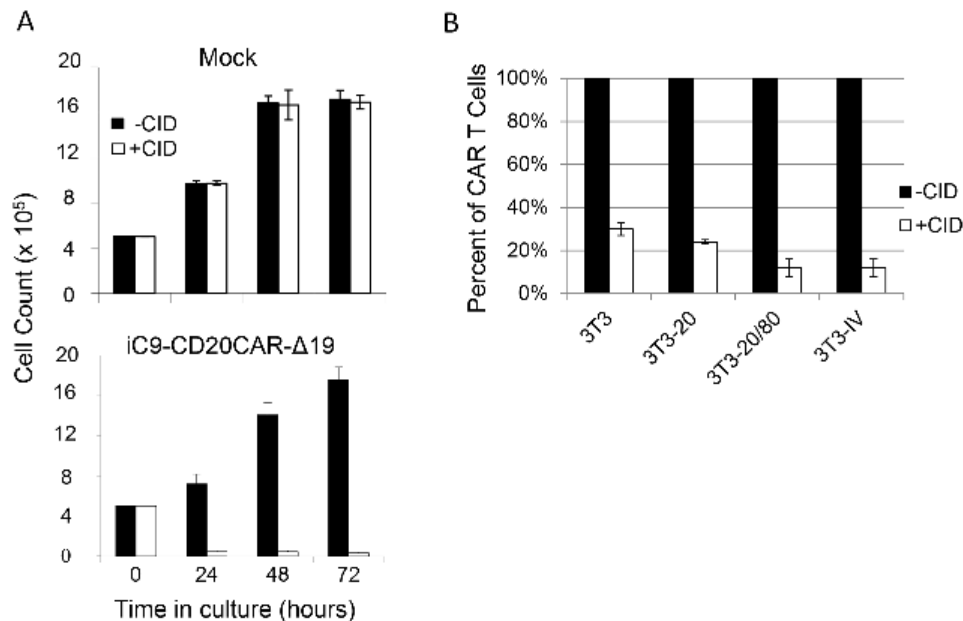 A
Mock
20
16
12
8
4
0
-CID
+CID
Cell Count (x 10⁵)
iC9-CD20CAR-Δ19
20
16
12
8
4
0
0 24 48 72
Time in culture (hours)
B
100%
80%
60%
40%
20%
0%
Percent of CAR T Cells
-CID
+CID
3T3 3T3-20 3T3-20/80 3T3-IV